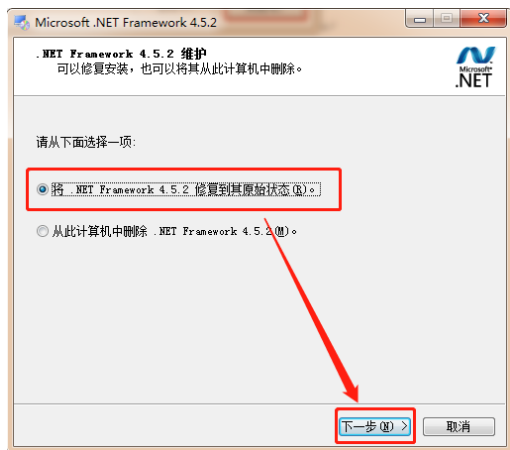 Microsoft .NET Framework 4.5.2
.NET Framework 4.5.2 维护
可以修复安装，也可以将其从此计算机中删除。
Microsoft®
.NET
请从下面选择一项:
将 .NET Framework 4.5.2 修复到其原始状态(R)。
从此计算机中删除 .NET Framework 4.5.2(M)。
下一步(N) >
取消